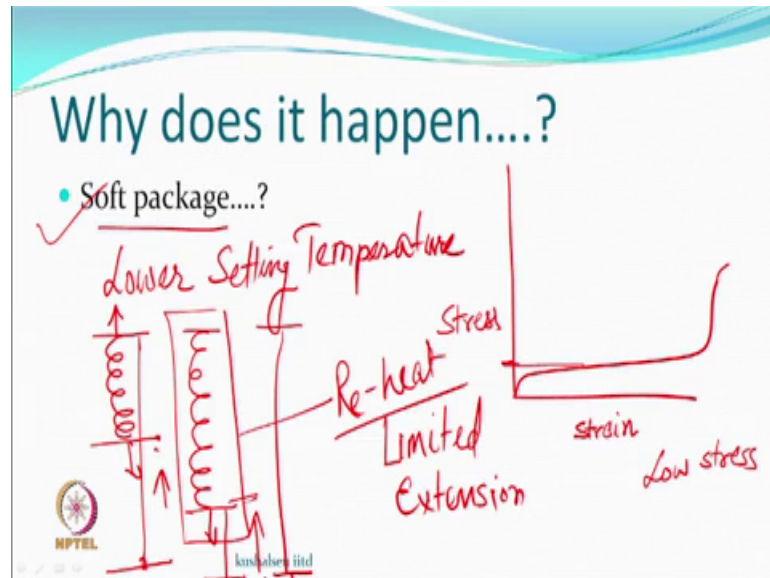 Why does it happen....?
• Soft package....?
Lower Setting Temperature
Stress
Re-heat
Limited
Extension
strain
Low stress
NPTEL
kushalsen iitd